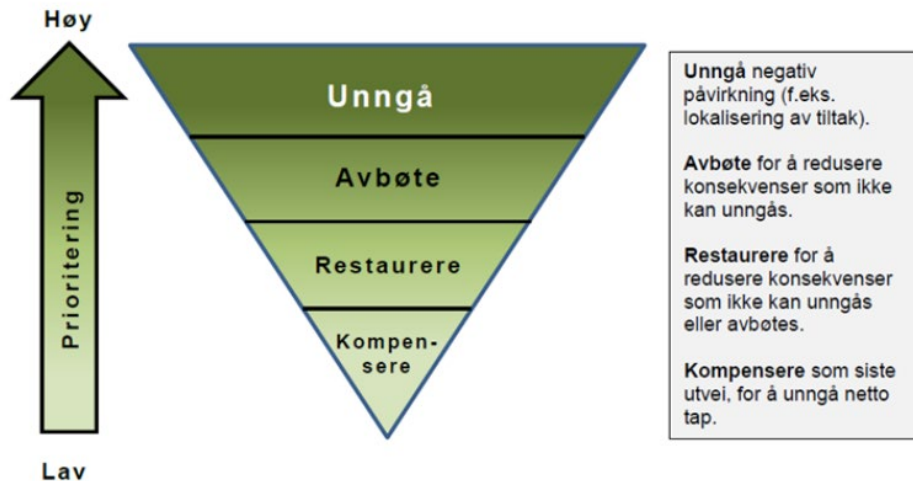 Høy
Prioritering
Lav
Unngå
Avbøte
Restaurere
Kompen-
sere
Unngå negativ
påvirkning (f.eks.
lokalisering av tiltak).
Avbøte for å redusere
konsekvenser som ikke
kan unngås.
Restaurere for å
redusere konsekvenser
som ikke kan unngås
eller avbøtes.
Kompensere som siste
utvei, for å unngå netto
tap.